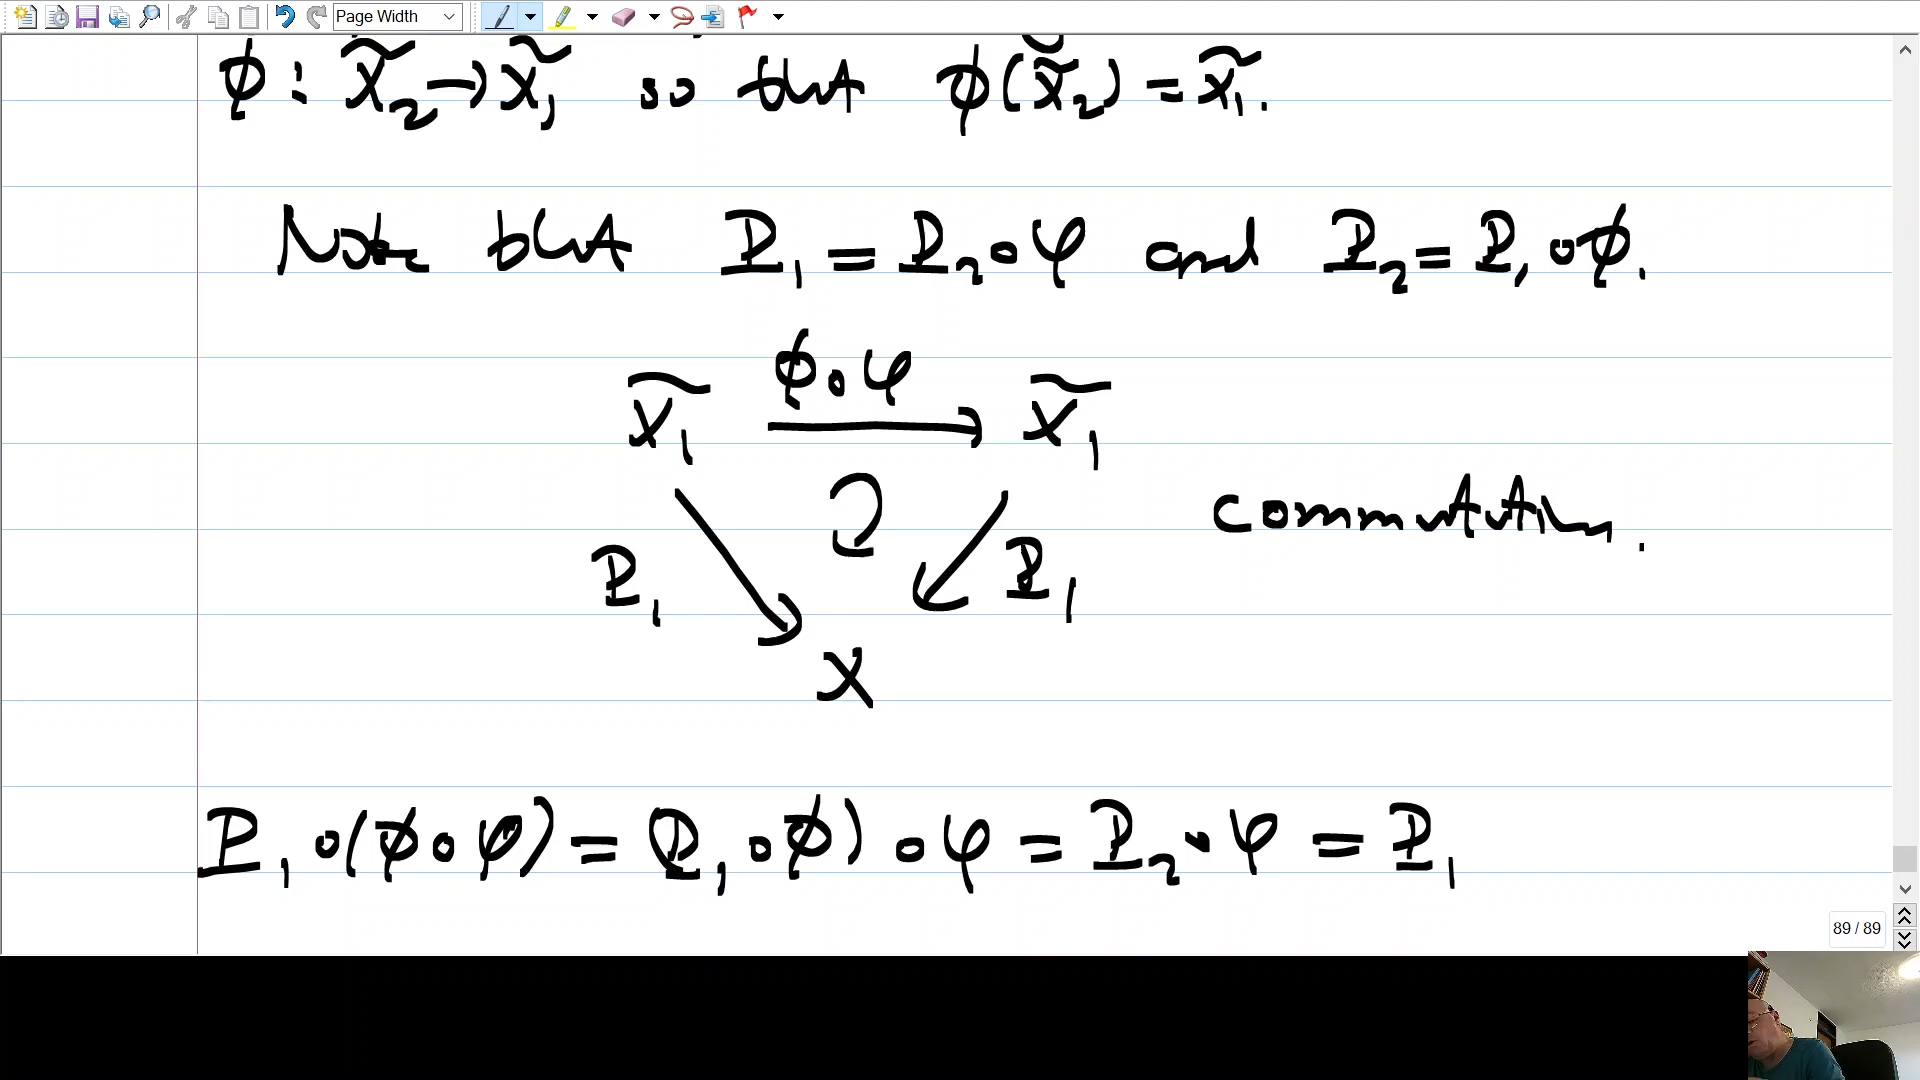 Page Width
ϕ : X̃₂ → X̃₁ so that ϕ(x̃₂) = x̃₁.
Note that P₁ = P₂ ∘ φ and P₂ = P₁ ∘ ϕ.
ϕ ∘ φ
X̃₁ → X̃₁
commutative.
P₁ P₁
X
P₁ ∘ (ϕ ∘ φ) = (P₁ ∘ ϕ) ∘ φ = P₂ ∘ φ = P₁
89 / 89